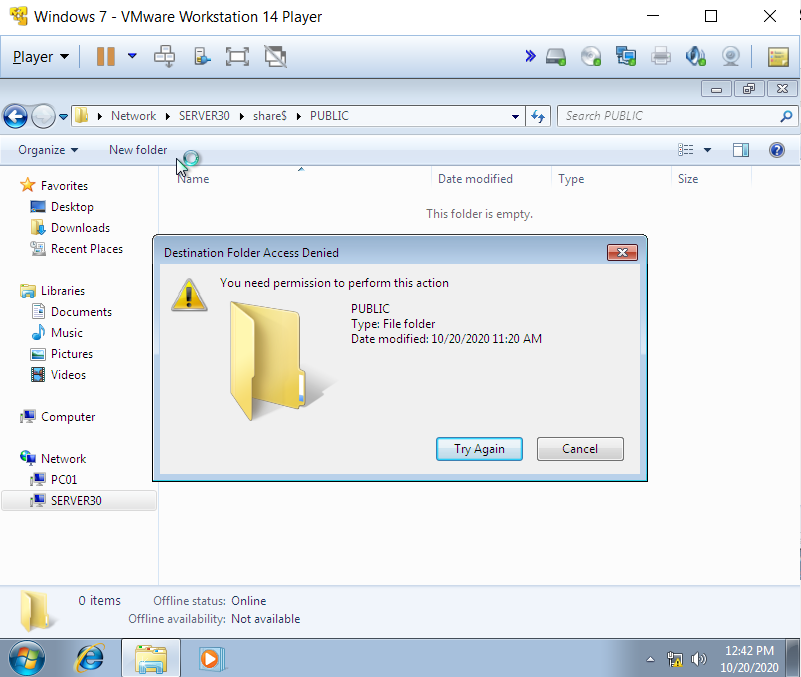 Windows 7 - VMware Workstation 14 Player
Player
Network SERVER30 share$ PUBLIC
Search PUBLIC
Organize New folder
Name Date modified Type Size
This folder is empty.
Favorites
Desktop
Downloads
Recent Places
Libraries
Documents
Music
Pictures
Videos
Computer
Network
PC01
SERVER30
Destination Folder Access Denied
You need permission to perform this action
PUBLIC
Type: File folder
Date modified: 10/20/2020 11:20 AM
Try Again Cancel
0 items Offline status: Online
Offline availability: Not available
12:42 PM
10/20/2020